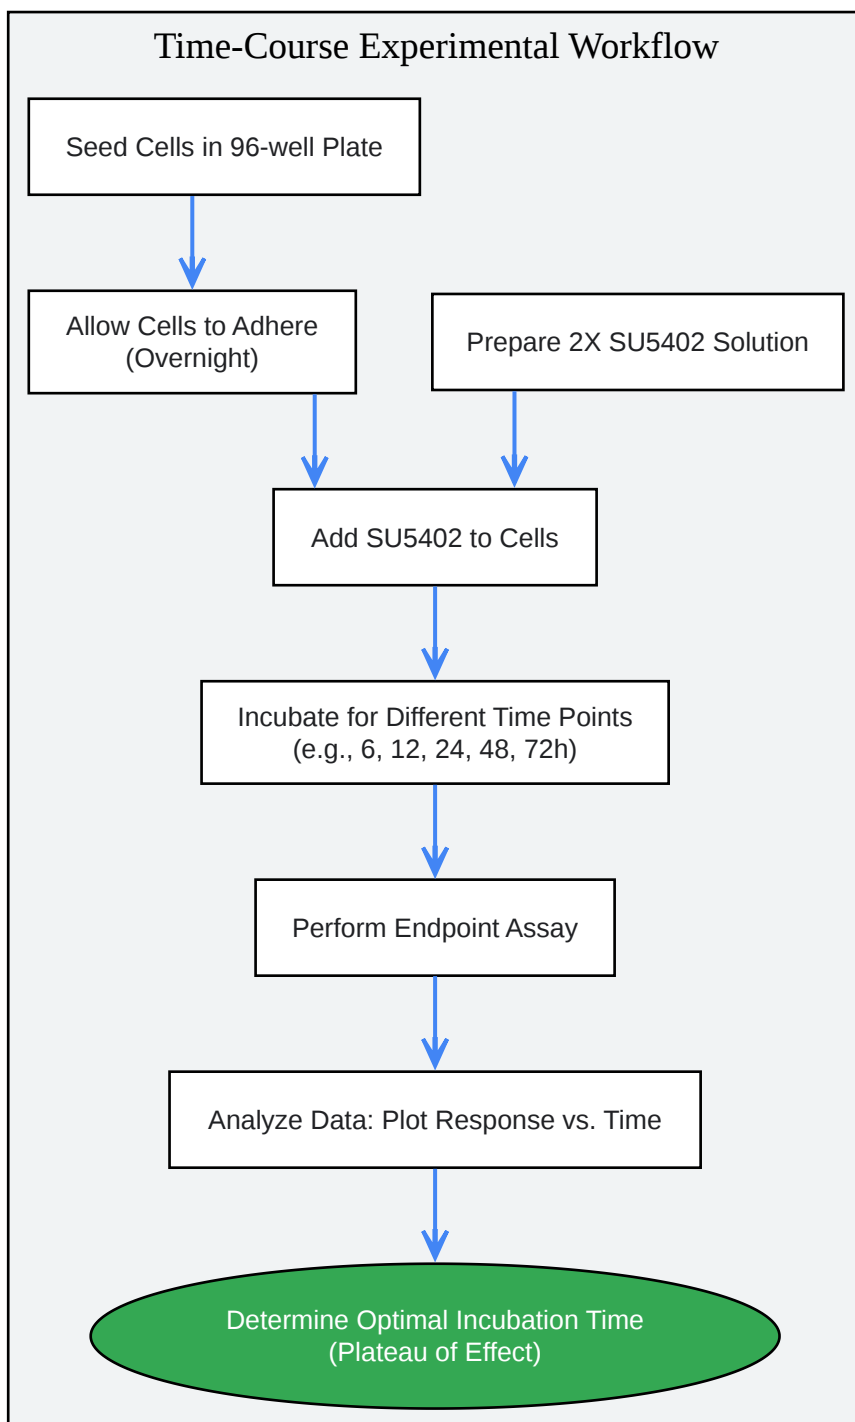 Time-Course Experimental Workflow
Seed Cells in 96-well Plate
Allow Cells to Adhere
(Overnight)
Prepare 2X SU5402 Solution
Add SU5402 to Cells
Incubate for Different Time Points
(e.g., 6, 12, 24, 48, 72h)
Perform Endpoint Assay
Analyze Data: Plot Response vs. Time
Determine Optimal Incubation Time
(Plateau of Effect)